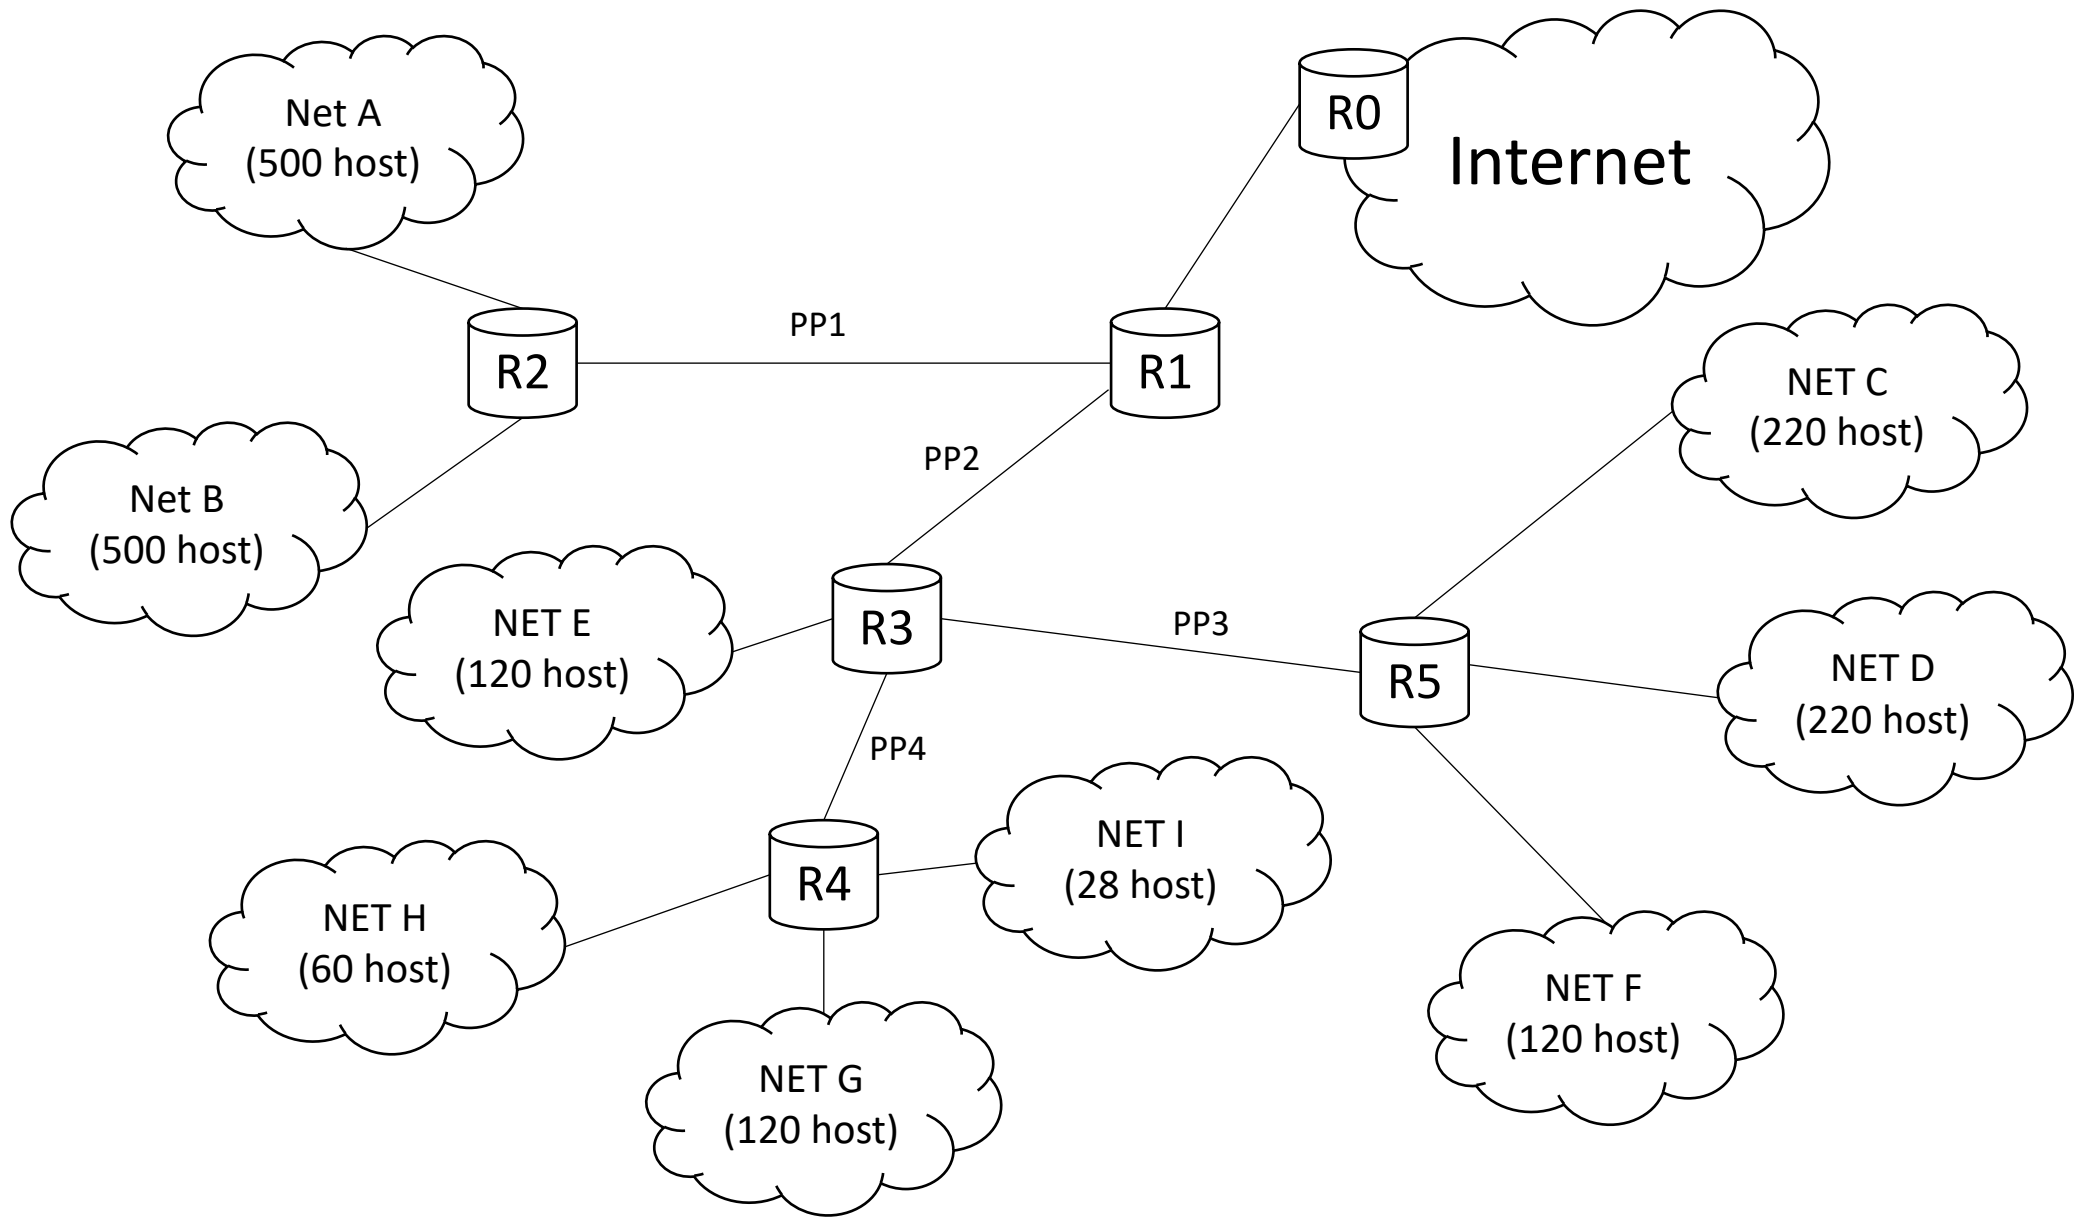 Net A
(500 host)
R0
Internet
PP1
R2
R1
NET C
(220 host)
PP2
Net B
(500 host)
NET E
(120 host)
R3
PP3
R5
NET D
(220 host)
PP4
NET I
(28 host)
R4
NET H
(60 host)
NET F
(120 host)
NET G
(120 host)